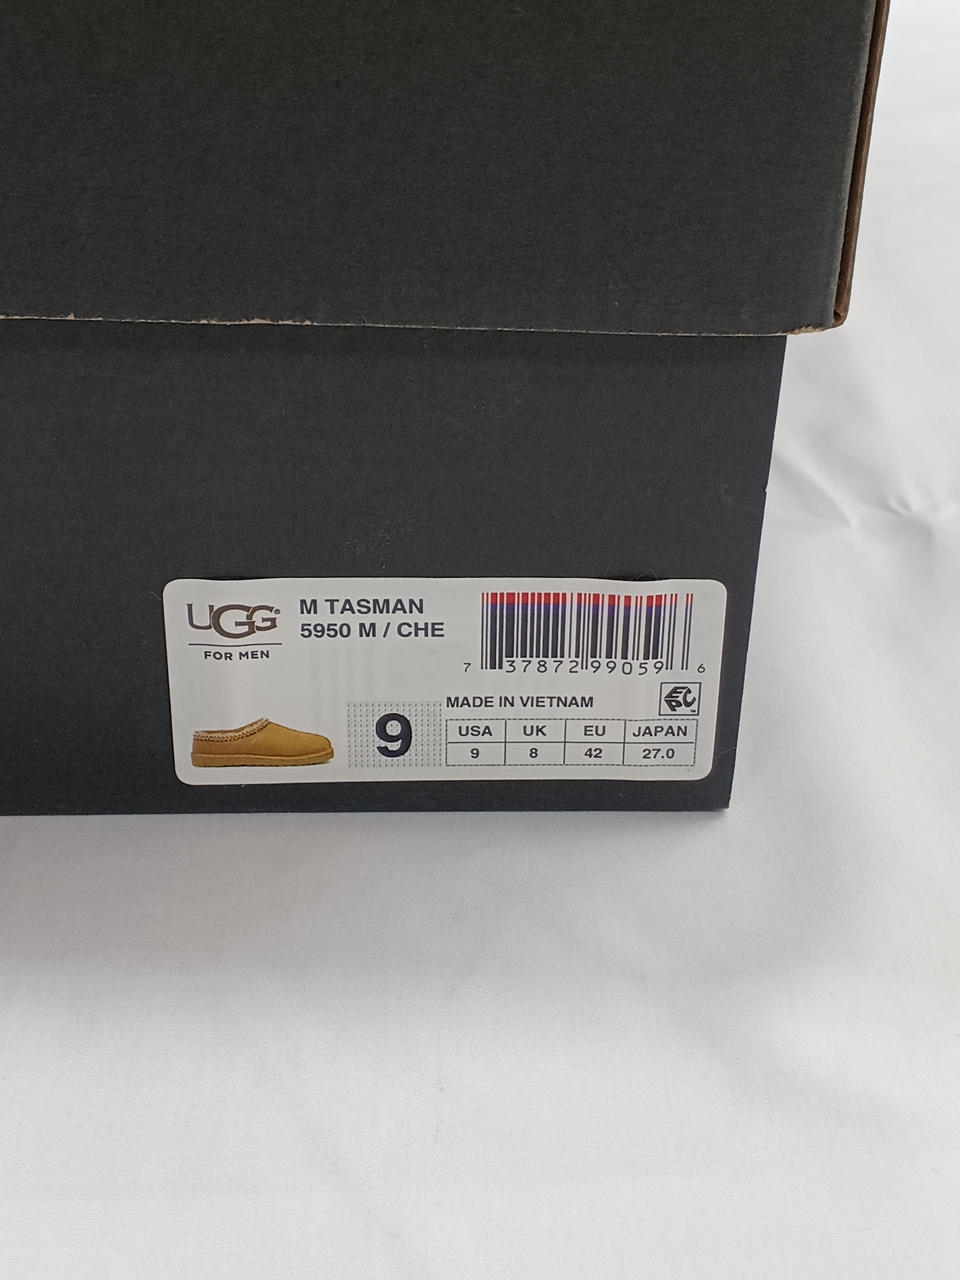 UGG®
FOR MEN
M TASMAN
5950 M / CHE
7 37872 99059 6
MADE IN VIETNAM
EPC™
9
USA UK EU JAPAN
9 8 42 27.0